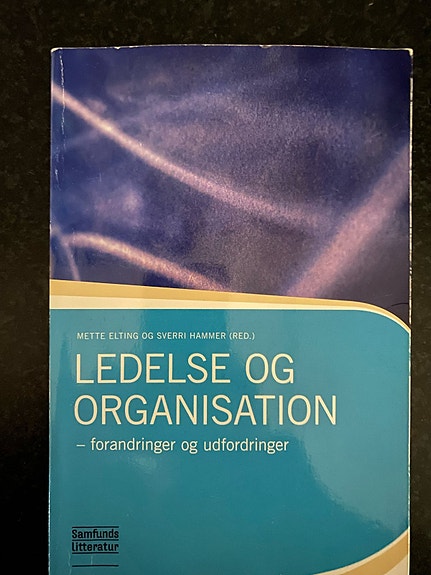 METTE ELTING OG SVERRI HAMMER (RED.)
LEDELSE OG
ORGANISATION
– forandringer og udfordringer
Samfunds
litteratur